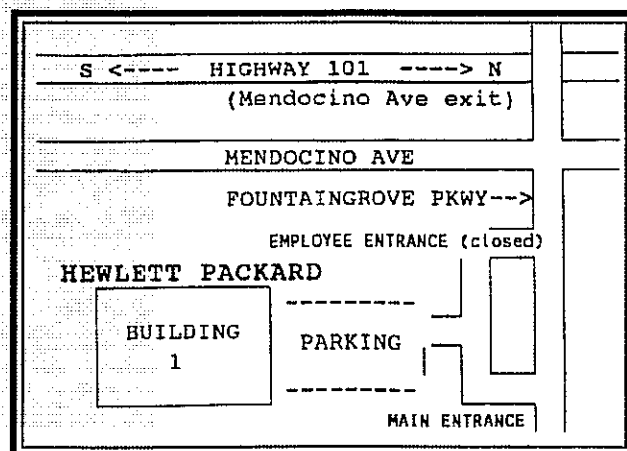 S <---- HIGHWAY 101 ----> N
(Mendocino Ave exit)
MENDOCINO AVE
FOUNTAINGROVE PKWY-->
EMPLOYEE ENTRANCE (closed)
HEWLETT PACKARD
BUILDING
1
PARKING
MAIN ENTRANCE